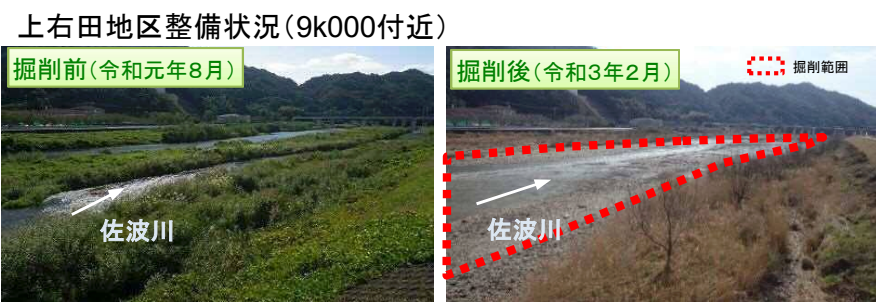 上右田地区整備状況(9k000付近)
掘削前(令和元年8月)
佐波川
掘削後(令和3年2月)
掘削範囲
佐波川